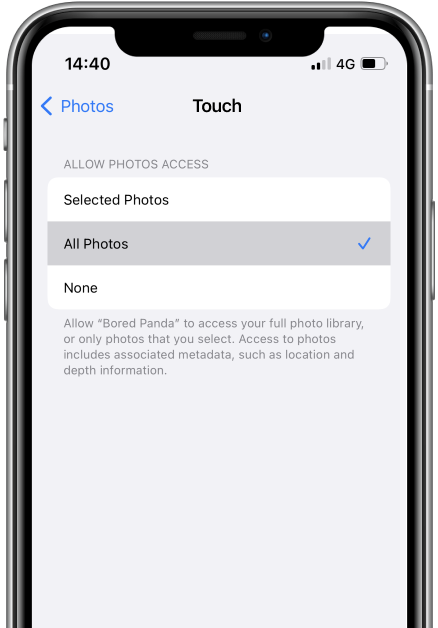 14:40
4G
Photos
Touch
ALLOW PHOTOS ACCESS
Selected Photos
All Photos
None
Allow “Bored Panda” to access your full photo library,
or only photos that you select. Access to photos
includes associated metadata, such as location and
depth information.